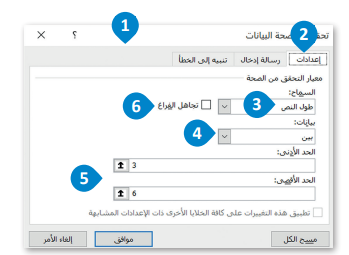 صحة البيانات ؟ ×
1
2
إعدادات رسالة إدخال تنبيه إلى الخطأ
معيار التحقق من الصحة
السماح:
طول النص 3 تجاهل الفراغ 6
بيانات:
بين 4
الحد الأدنى:
3
5
الحد الأقصى:
6
تطبيق هذه التغييرات على كافة الخلايا الأخرى ذات الإعدادات المشابهة
مسح الكل موافق إلغاء الأمر